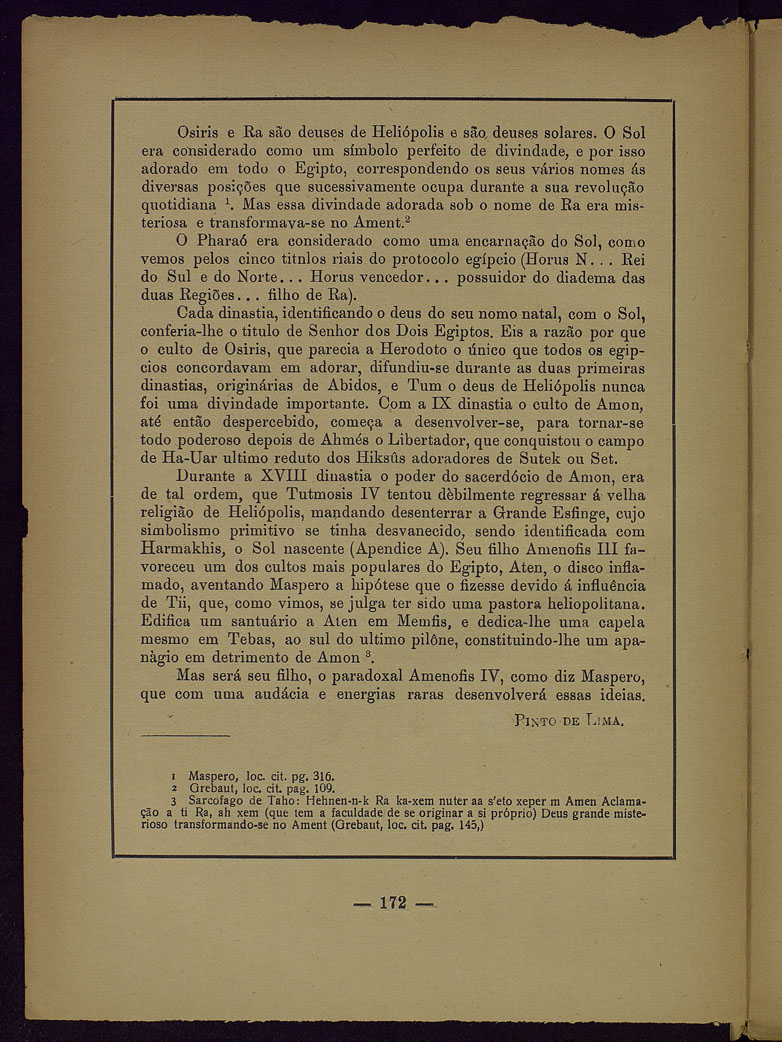 Osiris e Ra são deuses de Heliópolis e são, deuses solares. O Sol
era considerado como um símbolo perfeito de divindade, e por isso
adorado em todo o Egipto, correspondendo os seus vários nomes ás
diversas posições que sucessivamente ocupa durante a sua revolução
quotidiana ¹. Mas essa divindade adorada sob o nome de Ra era mis-
teriosa e transformava-se no Ament.²
O Pharaó era considerado como uma encarnação do Sol, como
vemos pelos cinco titnlos riais do protocolo egípcio (Horus N. . . Rei
do Sul e do Norte. . . Horus vencedor. . . possuidor do diadema das
duas Regiões. . . filho de Ra).
Cada dinastia, identificando o deus do seu nomo natal, com o Sol,
conferia-lhe o titulo de Senhor dos Dois Egiptos. Eis a razão por que
o culto de Osiris, que parecia a Herodoto o único que todos os egip-
cios concordavam em adorar, difundiu-se durante as duas primeiras
dinastias, originárias de Abidos, e Tum o deus de Heliópolis nunca
foi uma divindade importante. Com a IX dinastia o culto de Amon,
até então despercebido, começa a desenvolver-se, para tornar-se
todo poderoso depois de Ahmés o Libertador, que conquistou o campo
de Ha-Uar ultimo reduto dos Hiksûs adoradores de Sutek ou Set.
Durante a XVIII dinastia o poder do sacerdócio de Amon, era
de tal ordem, que Tutmosis IV tentou dèbilmente regressar á velha
religião de Heliópolis, mandando desenterrar a Grande Esfinge, cujo
simbolismo primitivo se tinha desvanecido, sendo identificada com
Harmakhis, o Sol nascente (Apendice A). Seu filho Amenofis III fa-
voreceu um dos cultos mais populares do Egipto, Aten, o disco infla-
mado, aventando Maspero a hipótese que o fizesse devido á influência
de Tii, que, como vimos, se julga ter sido uma pastora heliopolitana.
Edifica um santuário a Aten em Memfis, e dedica-lhe uma capela
mesmo em Tebas, ao sul do ultimo pilône, constituindo-lhe um apa-
nàgio em detrimento de Amon ³.
Mas será seu filho, o paradoxal Amenofis IV, como diz Maspero,
que com uma audácia e energias raras desenvolverá essas ideias.
PINTO DE LIMA.
1 Maspero, loc. cit. pg. 316.
2 Grebaut, loc. cit. pag. 109.
3 Sarcofago de Taho: Hehnen-n-k Ra ka-xem nuter aa s'eto xeper m Amen Aclama-
ção a ti Ra, ah xem (que tem a faculdade de se originar a si próprio) Deus grande miste-
rioso transformando-se no Ament (Grebaut, loc. cit. pag. 145,)
— 172 —